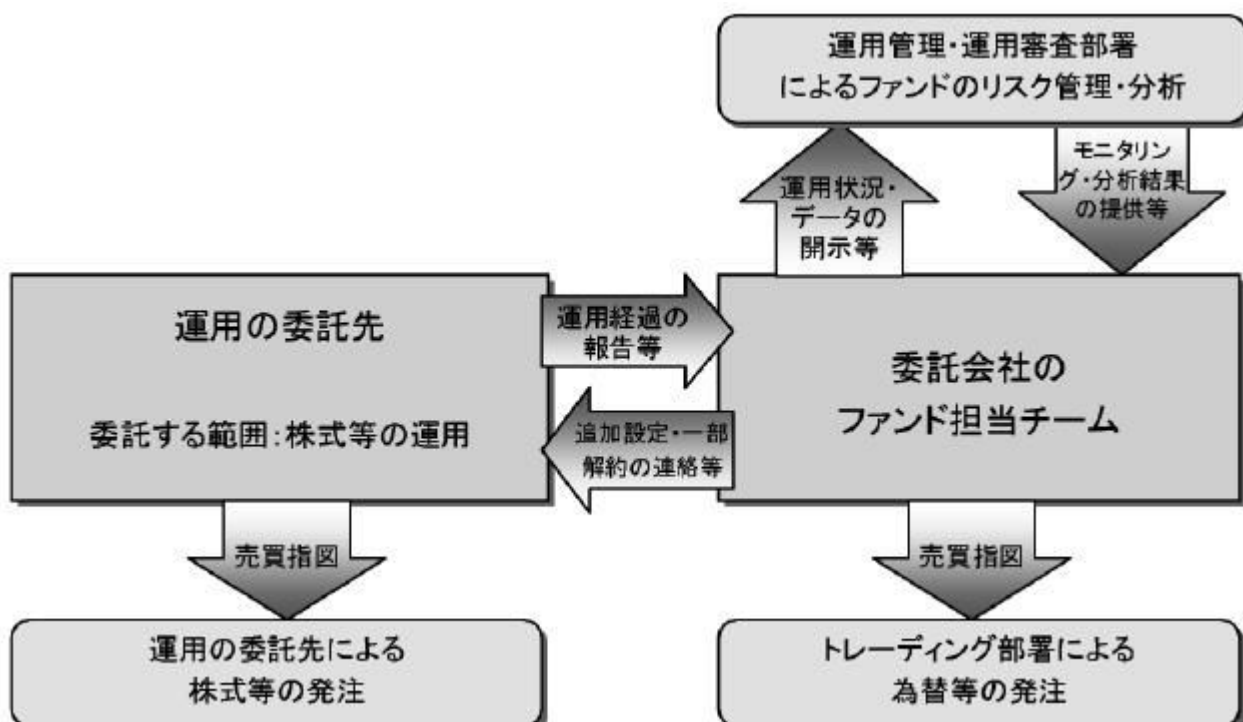 運用管理・運用審査部署
によるファンドのリスク管理・分析
運用状況・
データの
開示等
モニタリン
グ・分析結果
の提供等
運用の委託先
委託する範囲:株式等の運用
運用経過の
報告等
追加設定・一部
解約の連絡等
委託会社の
ファンド担当チーム
売買指図
売買指図
運用の委託先による
株式等の発注
トレーディング部署による
為替等の発注